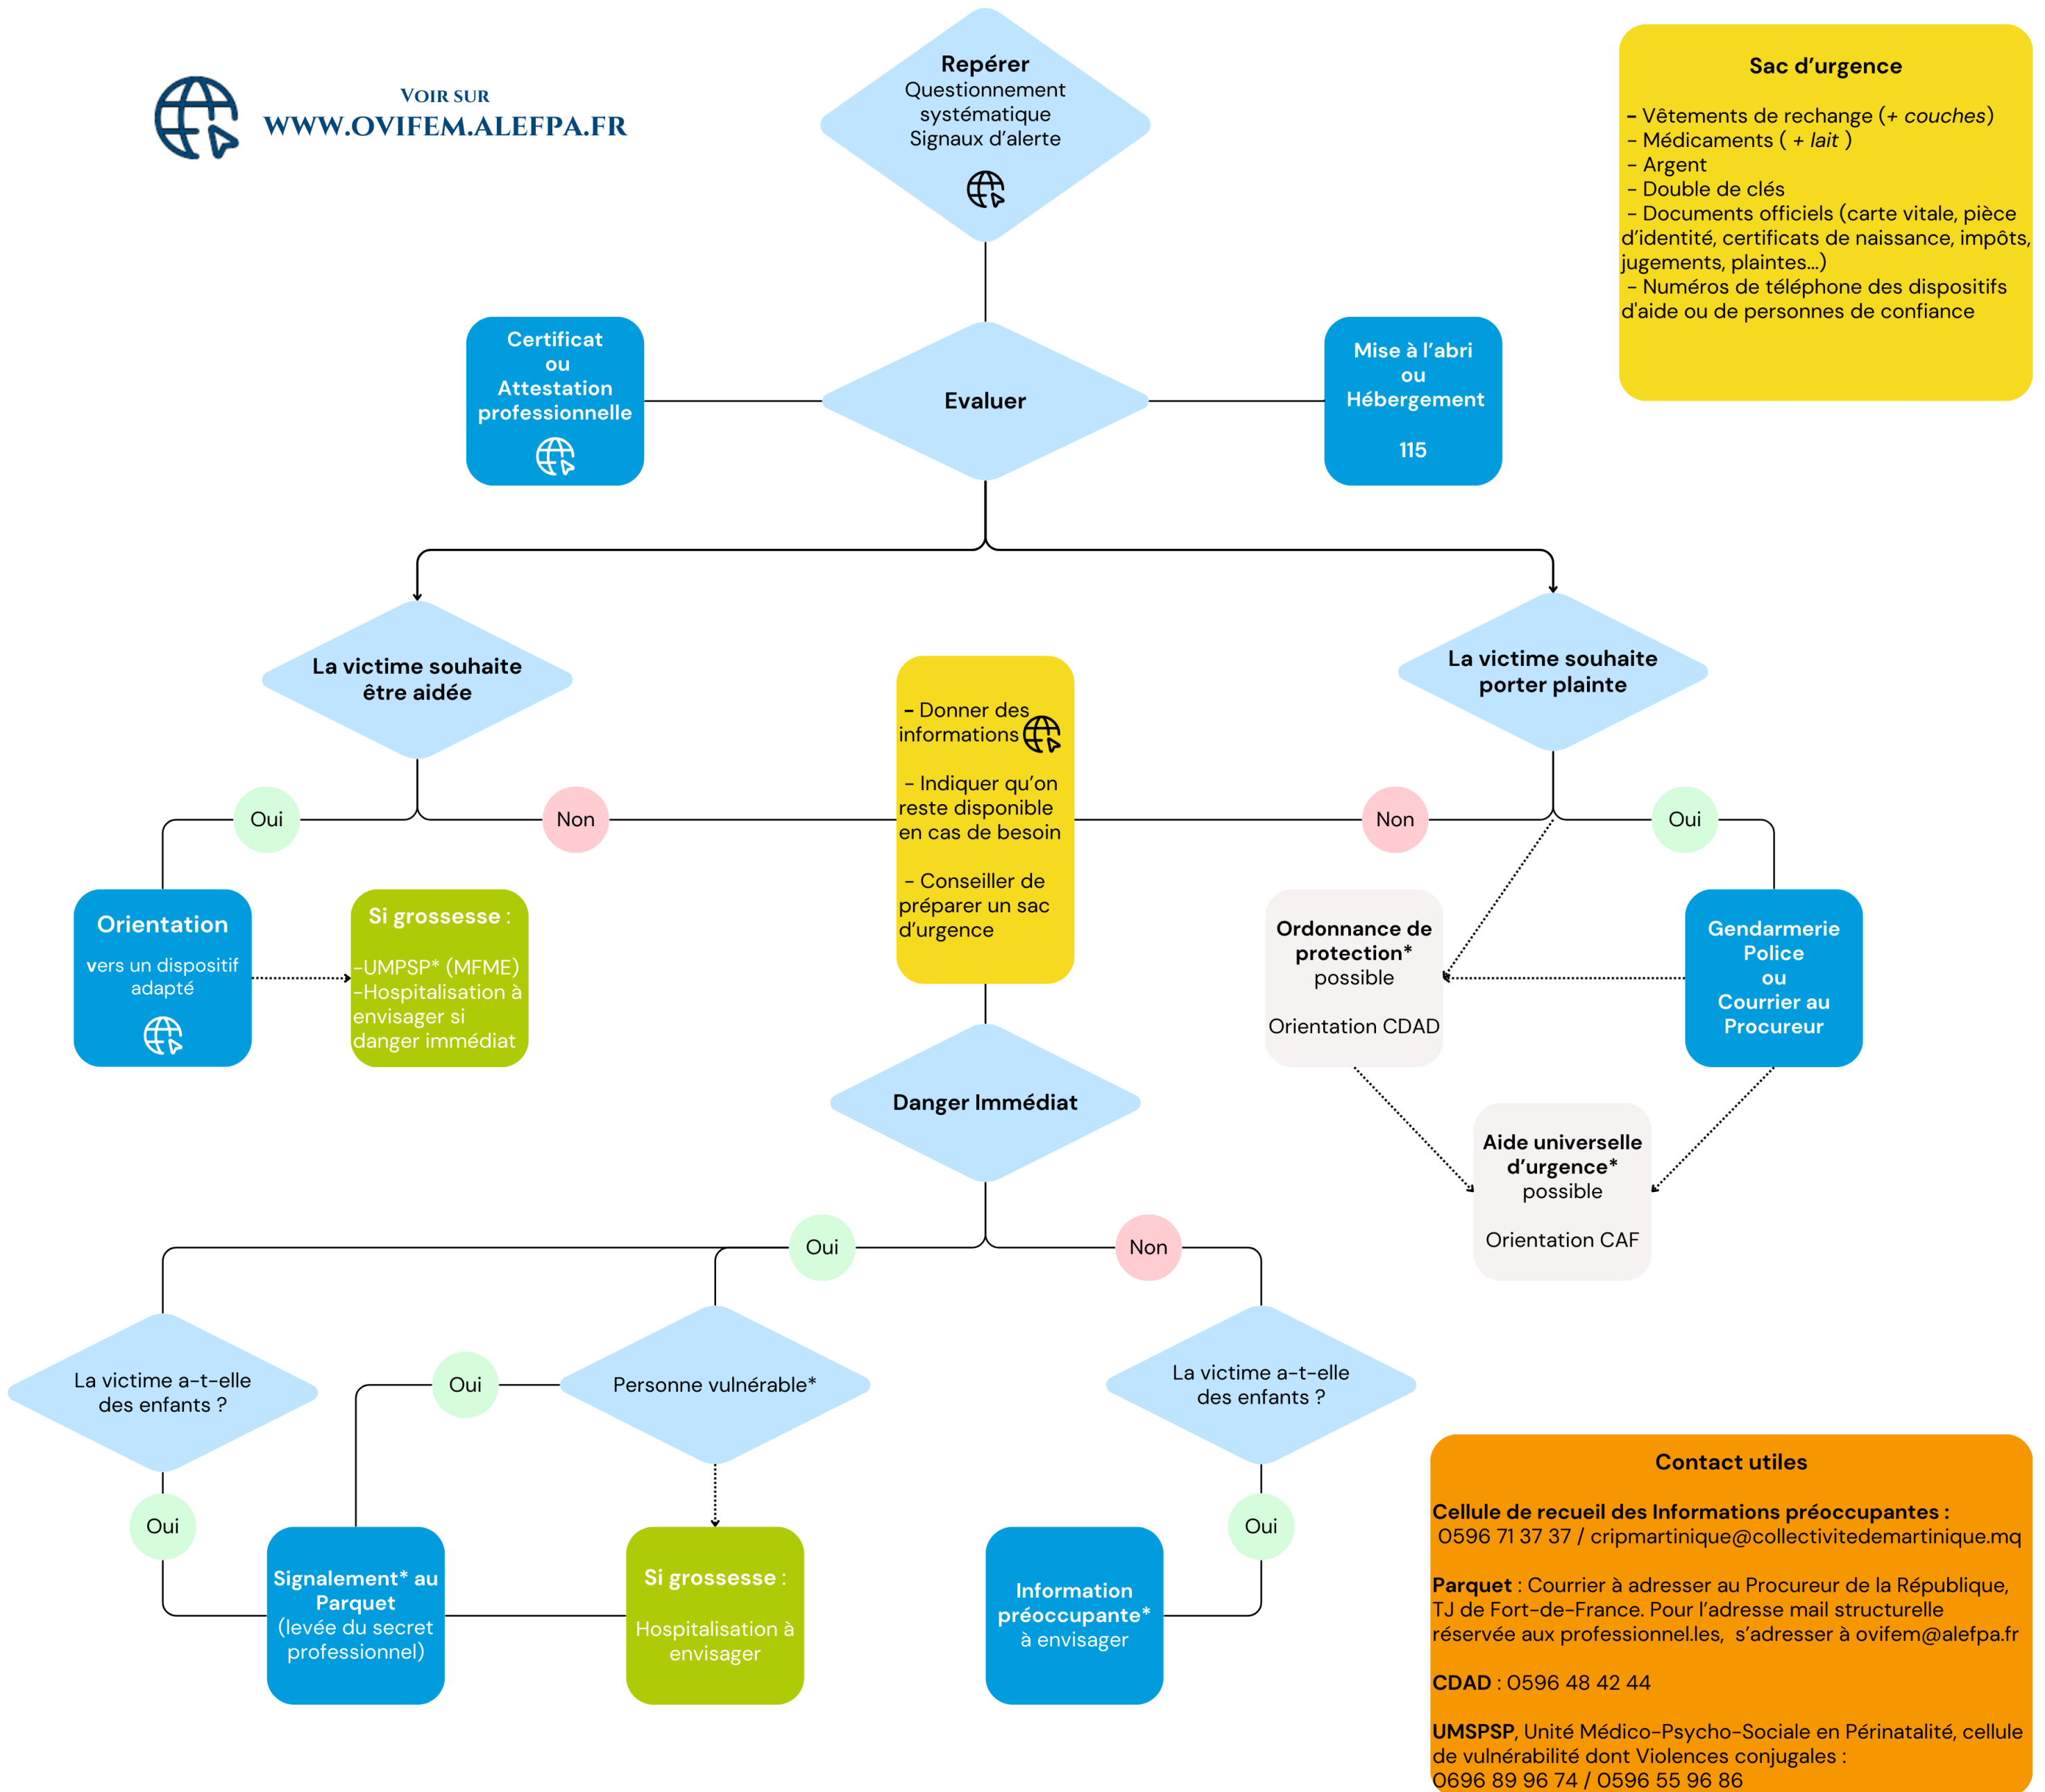 Voir sur
www.ovifem.alefpa.fr
Repérer
Questionnement
systématique
Signaux d’alerte
Sac d’urgence
- Vêtements de rechange (+ couches)
- Médicaments ( + lait )
- Argent
- Double de clés
- Documents officiels (carte vitale, pièce
d’identité, certificats de naissance, impôts,
jugements, plaintes...)
- Numéros de téléphone des dispositifs
d'aide ou de personnes de confiance
Certificat
ou
Attestation
professionnelle
Evaluer
Mise à l’abri
ou
Hébergement
115
La victime souhaite
être aidée
La victime souhaite
porter plainte
- Donner des
informations
- Indiquer qu’on
reste disponible
en cas de besoin
- Conseiller de
préparer un sac
d’urgence
Oui
Non
Non
Oui
Orientation
vers un dispositif
adapté
Si grossesse :
-UMPSP* (MFME)
-Hospitalisation à
envisager si
danger immédiat
Ordonnance de
protection*
possible
Orientation CDAD
Gendarmerie
Police
ou
Courrier au
Procureur
Danger Immédiat
Aide universelle
d’urgence*
possible
Orientation CAF
Oui
Non
La victime a-t-elle
des enfants ?
Oui
Personne vulnérable*
La victime a-t-elle
des enfants ?
Oui
Oui
Signalement* au
Parquet
(levée du secret
professionnel)
Si grossesse :
Hospitalisation à
envisager
Information
préoccupante*
à envisager
Contact utiles
Cellule de recueil des Informations préoccupantes :
0596 71 37 37 / cripmartinique@collectivitedemartinique.mq
Parquet : Courrier à adresser au Procureur de la République,
TJ de Fort-de-France. Pour l’adresse mail structurelle
réservée aux professionnel.les, s’adresser à ovifem@alefpa.fr
CDAD : 0596 48 42 44
UMSPSP, Unité Médico-Psycho-Sociale en Périnatalité, cellule
de vulnérabilité dont Violences conjugales :
0696 89 96 74 / 0596 55 96 86